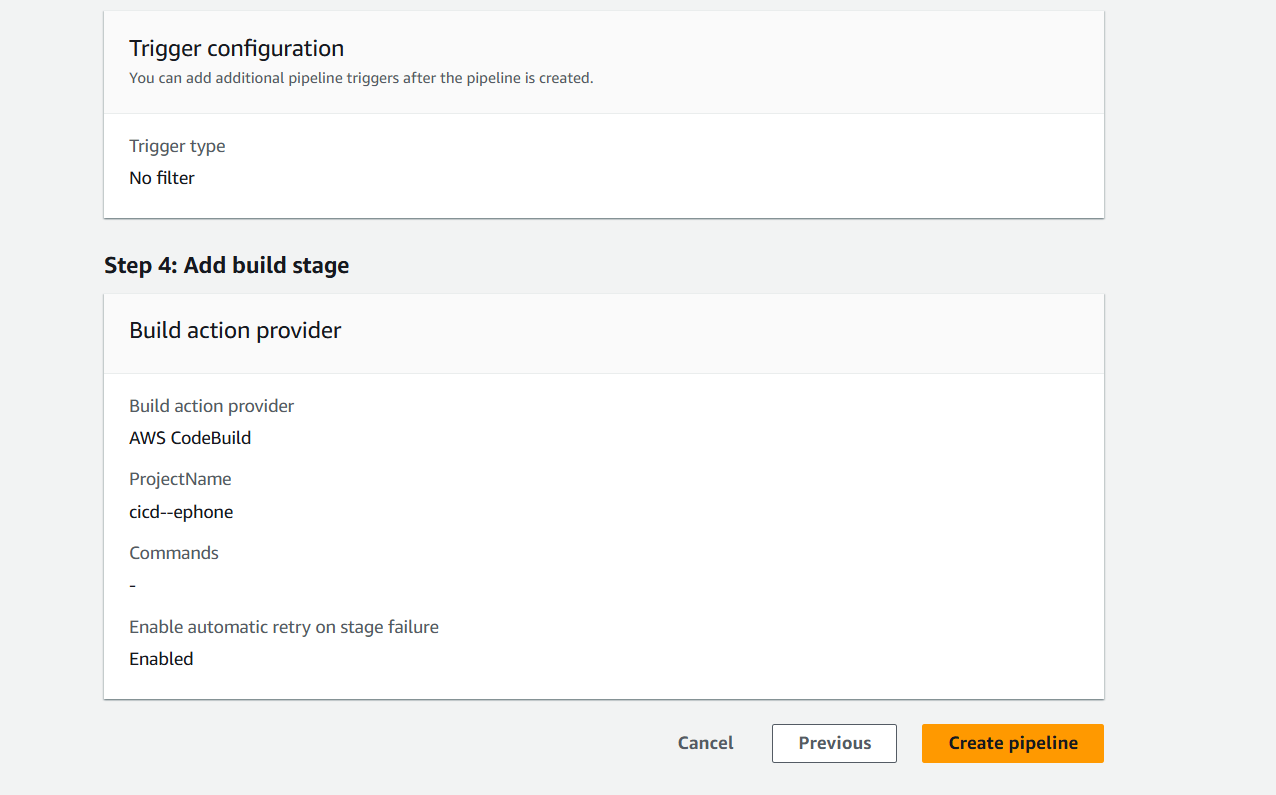 Trigger configuration
You can add additional pipeline triggers after the pipeline is created.
Trigger type
No filter
Step 4: Add build stage
Build action provider
Build action provider
AWS CodeBuild
ProjectName
cicd--ephone
Commands
-
Enable automatic retry on stage failure
Enabled
Cancel
Previous
Create pipeline